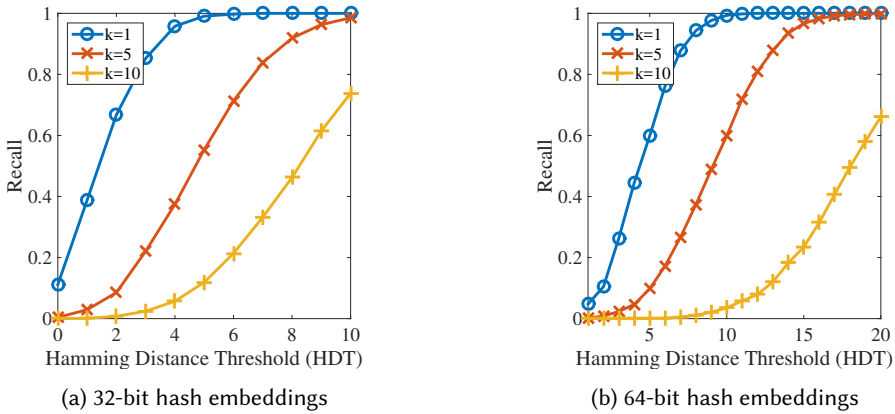 1
0.8
0.6
0.4
0.2
0
Recall
k=1
k=5
k=10
0 2 4 6 8 10
Hamming Distance Threshold (HDT)
(a) 32-bit hash embeddings
1
0.8
0.6
0.4
0.2
0
Recall
k=1
k=5
k=10
5 10 15 20
Hamming Distance Threshold (HDT)
(b) 64-bit hash embeddings